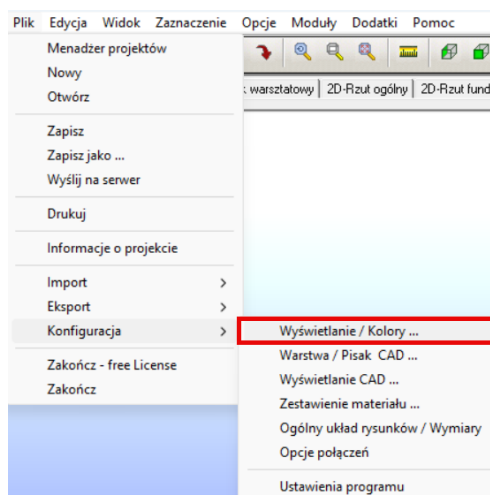 Plik Edycja Widok Zaznaczenie Opcje Moduły Dodatki Pomoc
Menadżer projektów
Nowy
Otwórz
warsztatowy 2D-Rzut ogólny 2D-Rzut fund
Zapisz
Zapisz jako ...
Wyślij na serwer
Drukuj
Informacje o projekcie
Import
Eksport
Konfiguracja
Wyświetlanie / Kolory ...
Warstwa / Pisak CAD ...
Zakończ - free License
Wyświetlanie CAD ...
Zakończ
Zestawienie materiału ...
Ogólny układ rysunków / Wymiary
Opcje połączeń
Ustawienia programu